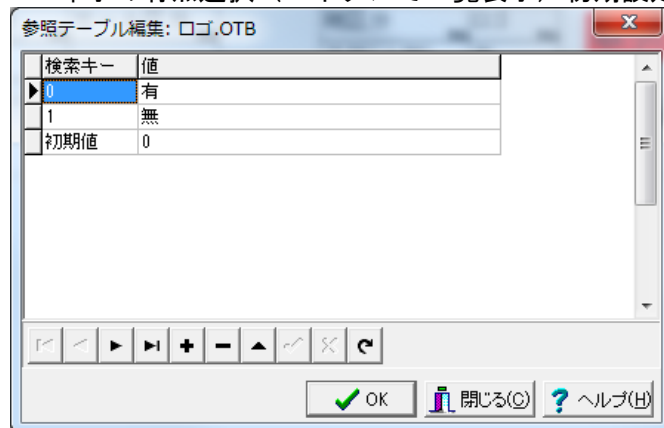 参照テーブル編集: ロゴ.OTB
検索キー 値
0 有
1 無
初期値 0
OK 閉じる(C) ヘルプ(H)